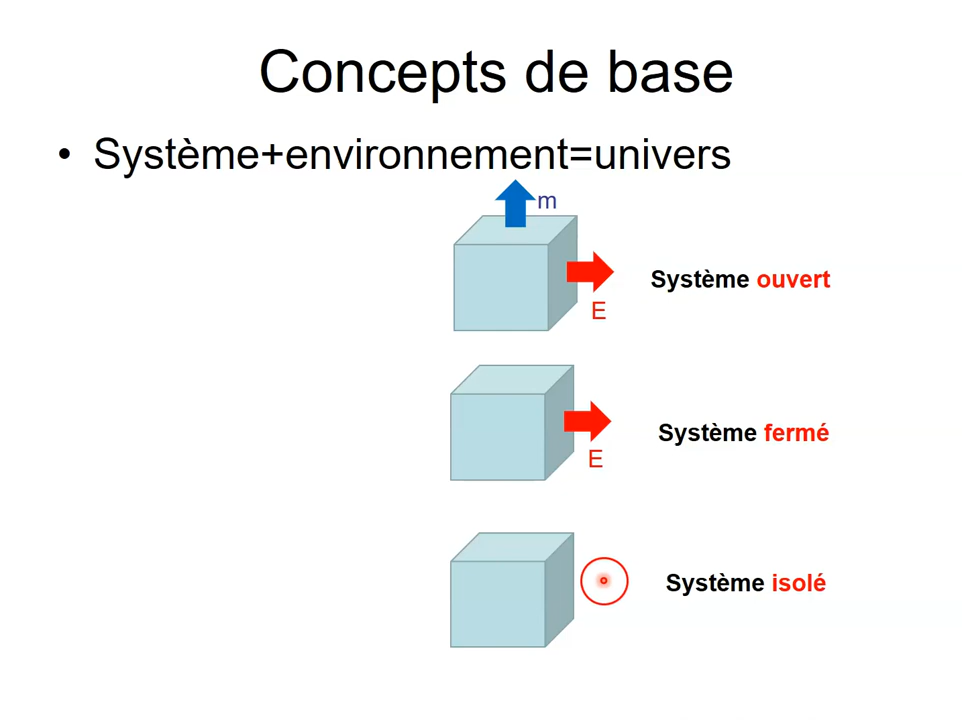 Concepts de base
• Système+environnement=univers
m
Système ouvert
E
Système fermé
E
Système isolé